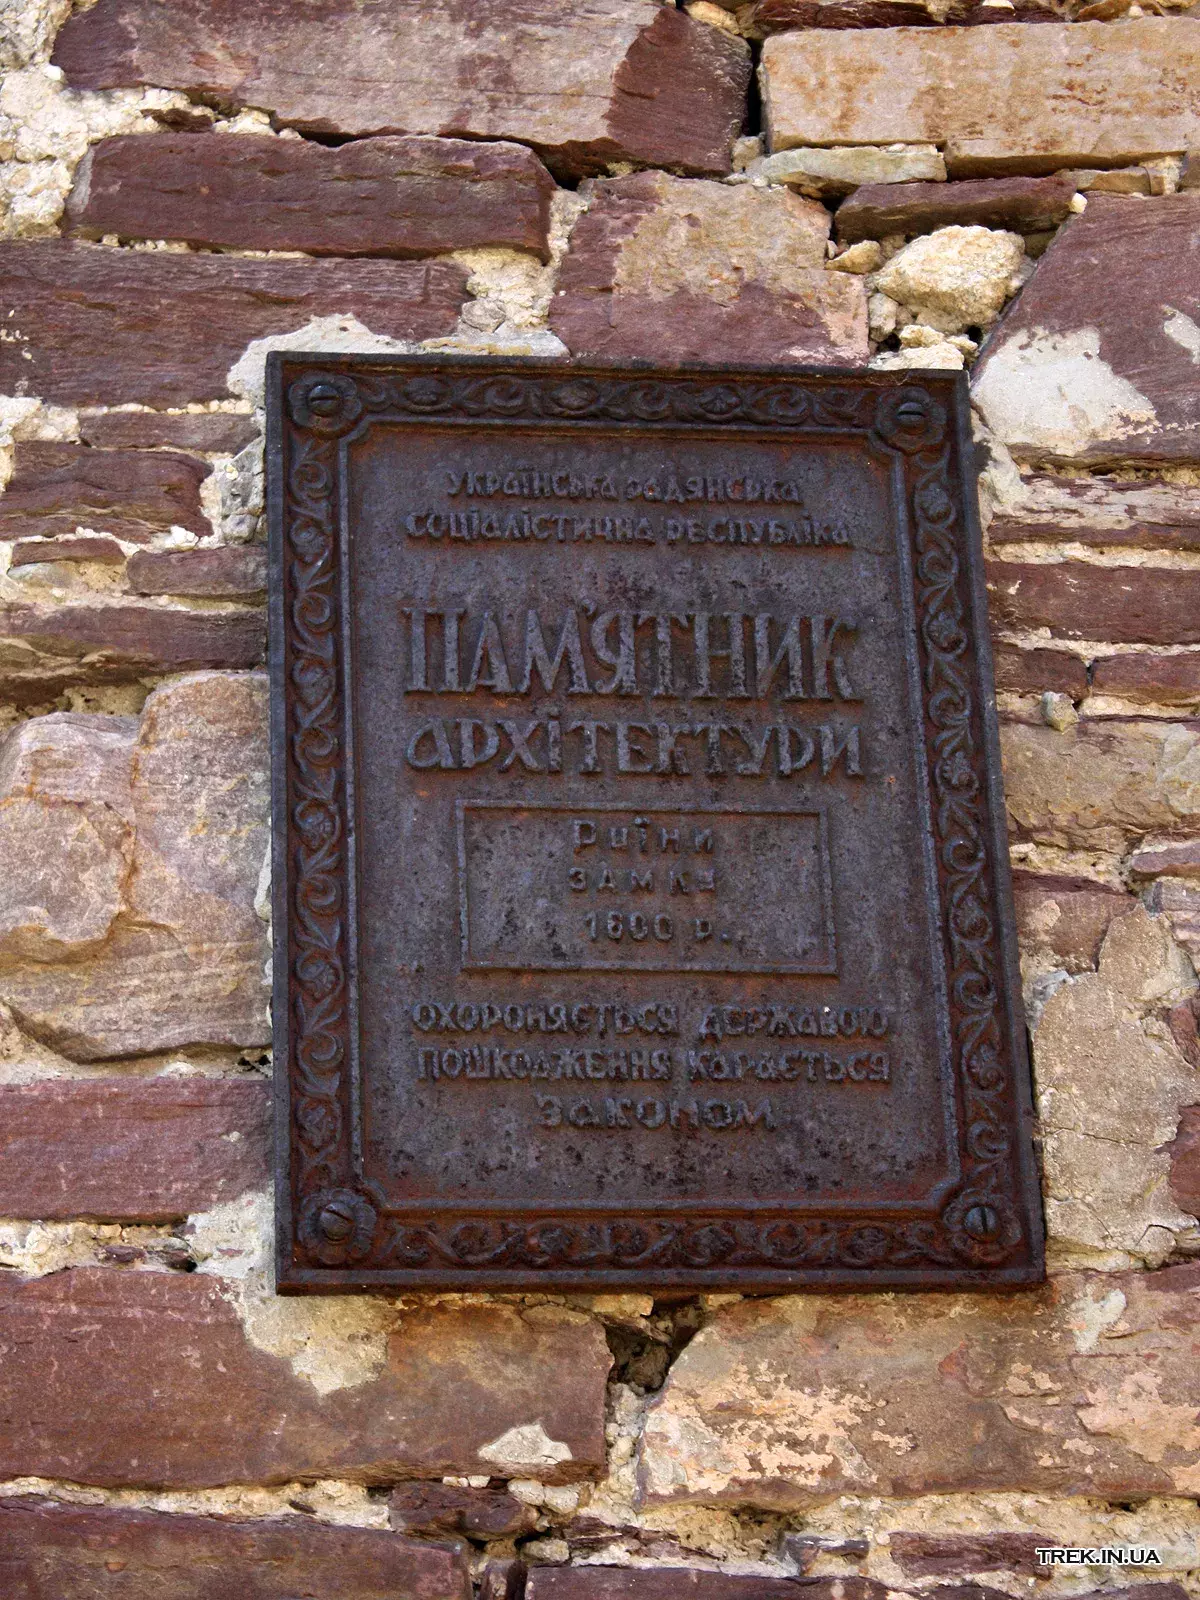 Українська радянська
соціалістична республіка
Пам'ятник
архітектури
Руїни
замку
1600 р.
охороняється державою
пошкодження карається
законом
TREK.IN.UA